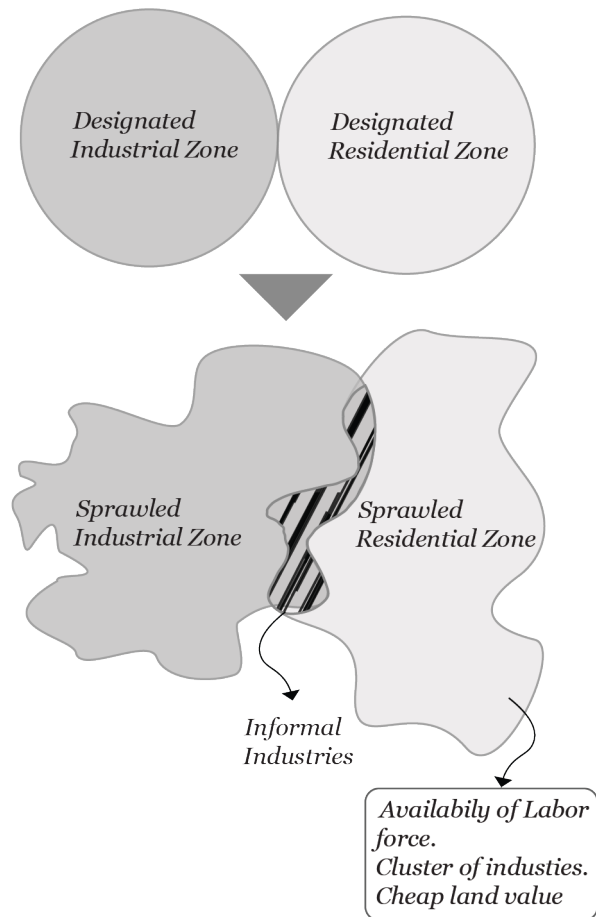 Designated
Industrial Zone
Designated
Residential Zone
Sprawled
Industrial Zone
Sprawled
Residential Zone
Informal
Industries
Availabily of Labor
force.
Cluster of industies.
Cheap land value